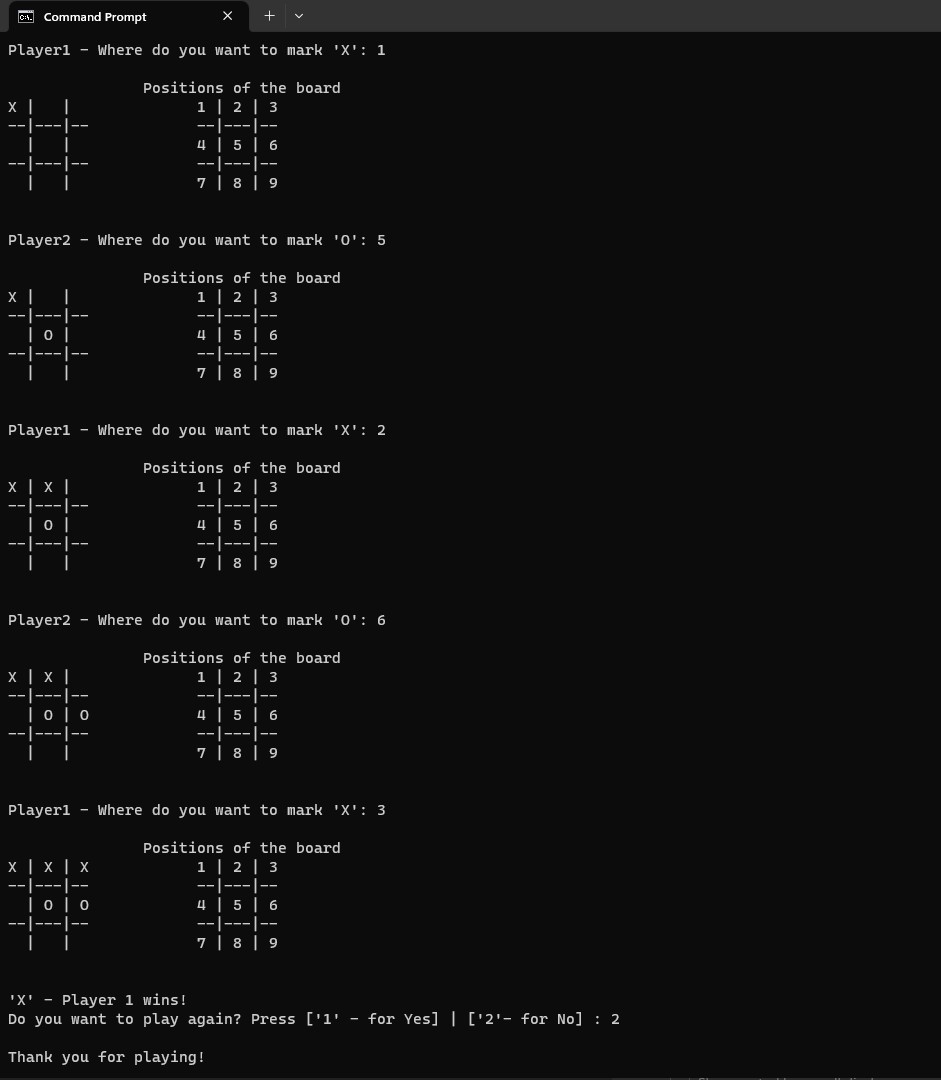 Command Prompt
Player1 - Where do you want to mark 'X': 1
               Positions of the board
X |   |              1 | 2 | 3
--|---|--            --|---|--
  |   |              4 | 5 | 6
--|---|--            --|---|--
  |   |              7 | 8 | 9
Player2 - Where do you want to mark 'O': 5
               Positions of the board
X |   |              1 | 2 | 3
--|---|--            --|---|--
  | O |              4 | 5 | 6
--|---|--            --|---|--
  |   |              7 | 8 | 9
Player1 - Where do you want to mark 'X': 2
               Positions of the board
X | X |              1 | 2 | 3
--|---|--            --|---|--
  | O |              4 | 5 | 6
--|---|--            --|---|--
  |   |              7 | 8 | 9
Player2 - Where do you want to mark 'O': 6
               Positions of the board
X | X |              1 | 2 | 3
--|---|--            --|---|--
  | O | O            4 | 5 | 6
--|---|--            --|---|--
  |   |              7 | 8 | 9
Player1 - Where do you want to mark 'X': 3
               Positions of the board
X | X | X            1 | 2 | 3
--|---|--            --|---|--
  | O | O            4 | 5 | 6
--|---|--            --|---|--
  |   |              7 | 8 | 9
'X' - Player 1 wins!
Do you want to play again? Press ['1' - for Yes] | ['2'- for No] : 2
Thank you for playing!